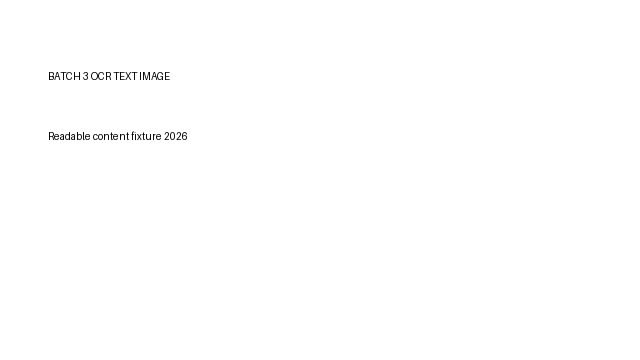 BATCH 3 OCR TEXT IMAGE
Readable content fixture 2026